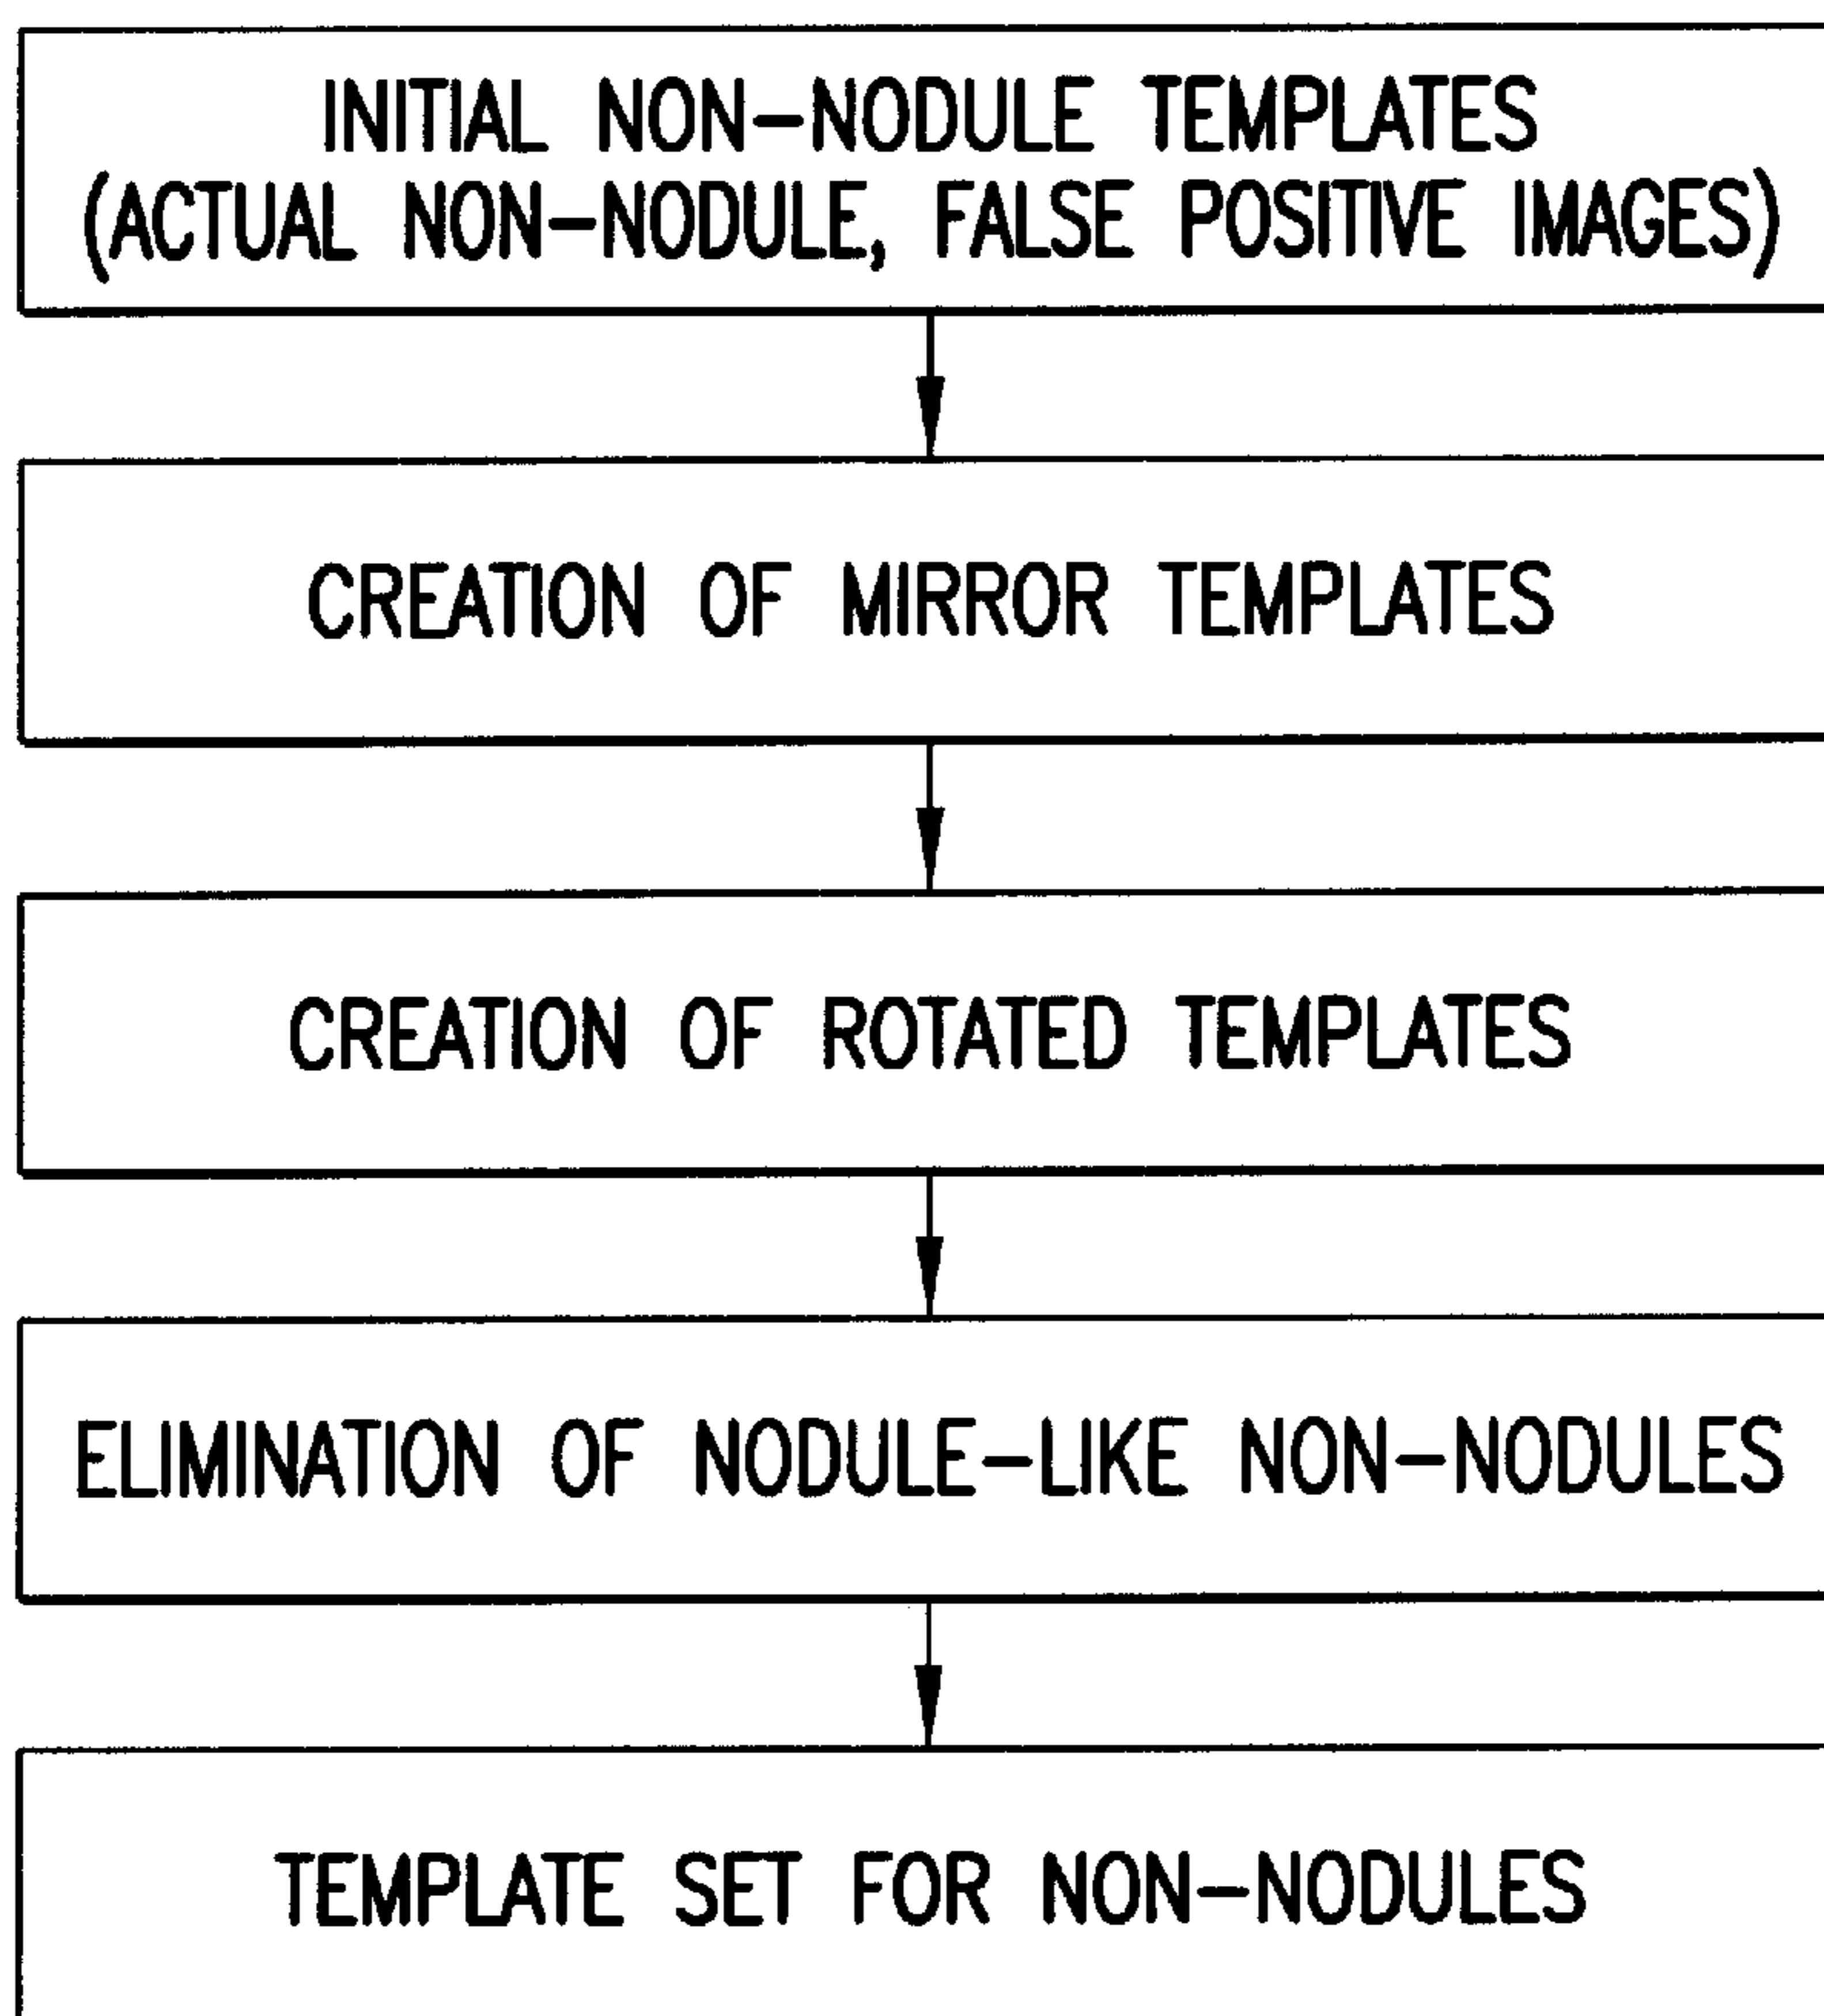 INITIAL NON-NODULE TEMPLATES
(ACTUAL NON-NODULE, FALSE POSITIVE IMAGES)
CREATION OF MIRROR TEMPLATES
CREATION OF ROTATED TEMPLATES
ELIMINATION OF NODULE-LIKE NON-NODULES
TEMPLATE SET FOR NON-NODULES